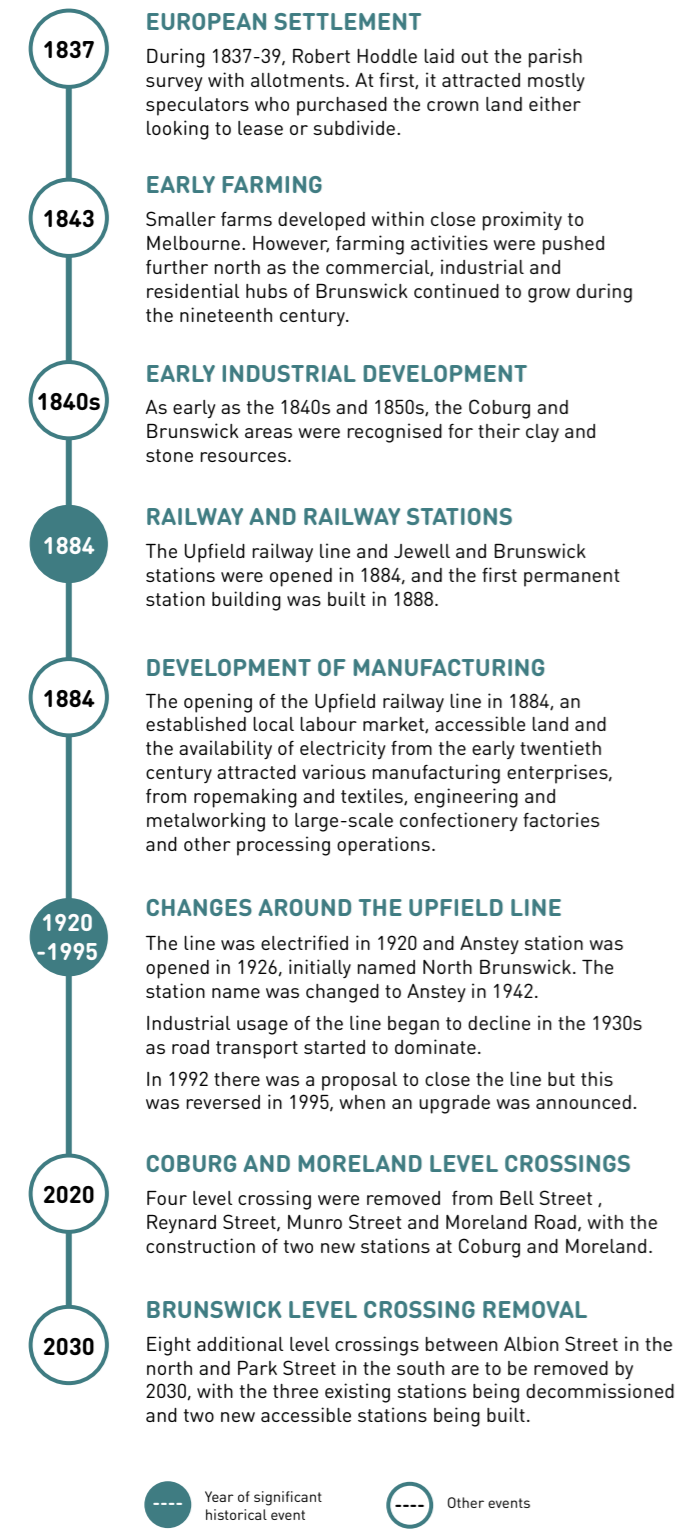 1837
EUROPEAN SETTLEMENT
During 1837-39, Robert Hoddle laid out the parish
survey with allotments. At first, it attracted mostly
speculators who purchased the crown land either
looking to lease or subdivide.
1843
EARLY FARMING
Smaller farms developed within close proximity to
Melbourne. However, farming activities were pushed
further north as the commercial, industrial and
residential hubs of Brunswick continued to grow during
the nineteenth century.
1840s
EARLY INDUSTRIAL DEVELOPMENT
As early as the 1840s and 1850s, the Coburg and
Brunswick areas were recognised for their clay and
stone resources.
1884
RAILWAY AND RAILWAY STATIONS
The Upfield railway line and Jewell and Brunswick
stations were opened in 1884, and the first permanent
station building was built in 1888.
1884
DEVELOPMENT OF MANUFACTURING
The opening of the Upfield railway line in 1884, an
established local labour market, accessible land and
the availability of electricity from the early twentieth
century attracted various manufacturing enterprises,
from ropemaking and textiles, engineering and
metalworking to large-scale confectionery factories
and other processing operations.
1920
-1995
CHANGES AROUND THE UPFIELD LINE
The line was electrified in 1920 and Anstey station was
opened in 1926, initially named North Brunswick. The
station name was changed to Anstey in 1942.
Industrial usage of the line began to decline in the 1930s
as road transport started to dominate.
In 1992 there was a proposal to close the line but this
was reversed in 1995, when an upgrade was announced.
2020
COBURG AND MORELAND LEVEL CROSSINGS
Four level crossing were removed  from Bell Street ,
Reynard Street, Munro Street and Moreland Road, with the
construction of two new stations at Coburg and Moreland.
2030
BRUNSWICK LEVEL CROSSING REMOVAL
Eight additional level crossings between Albion Street in the
north and Park Street in the south are to be removed by
2030, with the three existing stations being decommissioned
and two new accessible stations being built.
----
Year of significant
historical event
----
Other events